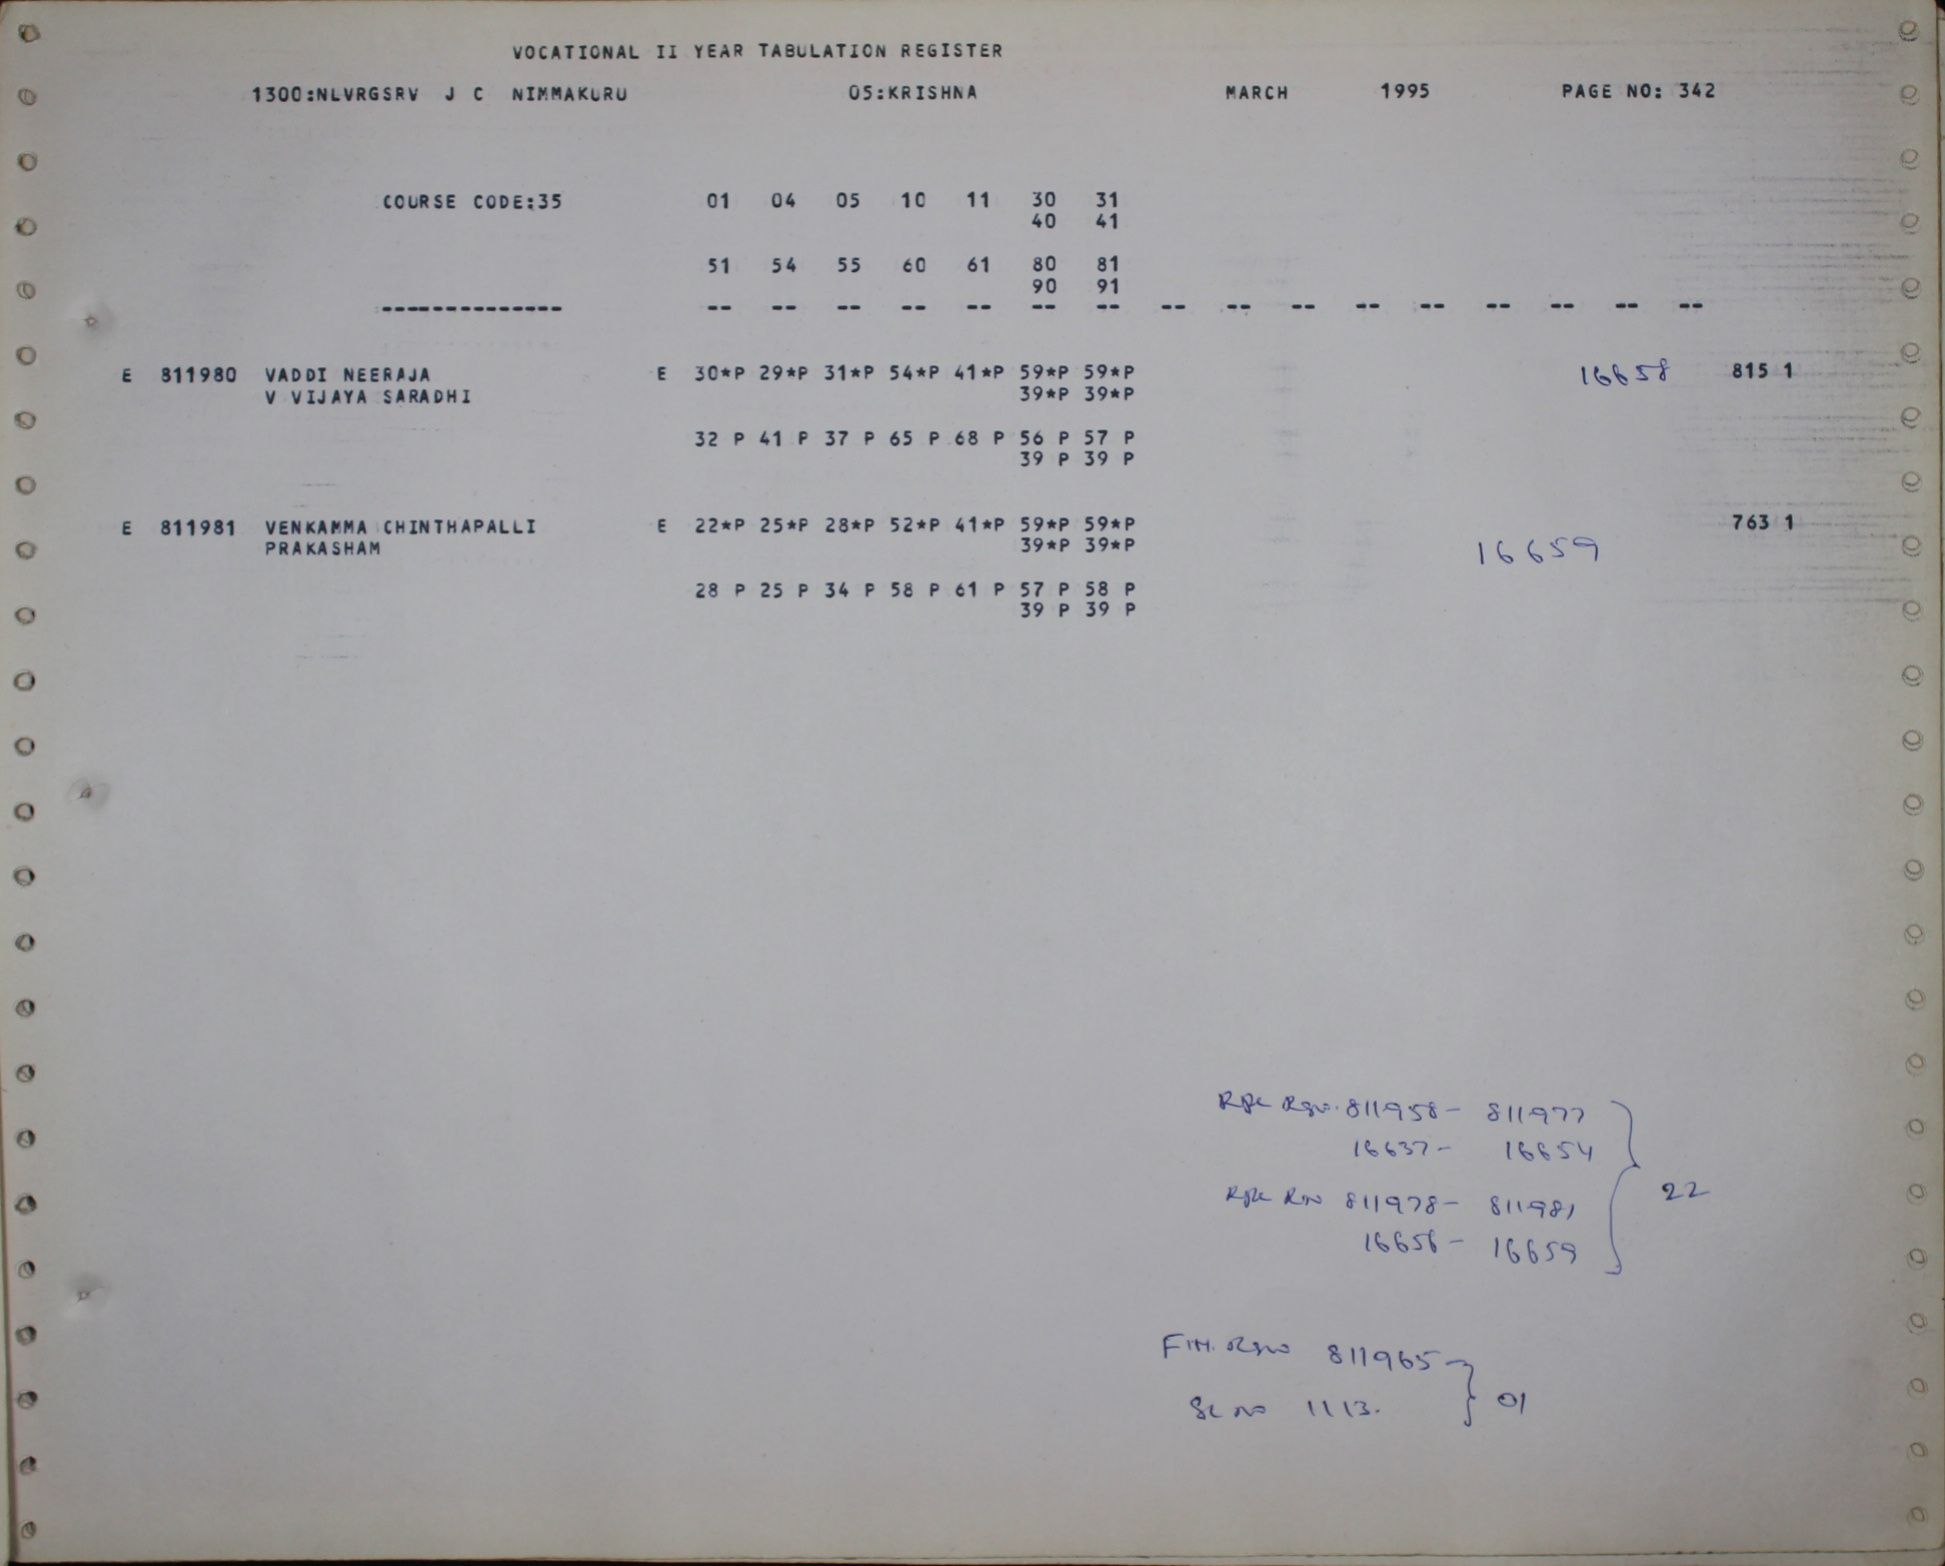 VOCATIONAL II YEAR TABULATION REGISTER
1300:NLVRGSRV J C NIMMAKURU 05:KRISHNA MARCH 1995 PAGE NO: 342
COURSE CODE:35 01 04 05 10 11 30 31
40 41
51 54 55 60 61 80 81
90 91
-------------- -- -- -- -- -- -- -- -- -- -- -- -- -- -- -- --
E 811980 VADDI NEERAJA E 30*P 29*P 31*P 54*P 41*P 59*P 59*P 16658 815 1
V VIJAYA SARADHI 39*P 39*P
32 P 41 P 37 P 65 P 68 P 56 P 57 P
39 P 39 P
E 811981 VENKAMMA CHINTHAPALLI E 22*P 25*P 28*P 52*P 41*P 59*P 59*P 763 1
PRAKASHAM 39*P 39*P 16659
28 P 25 P 34 P 58 P 61 P 57 P 58 P
39 P 39 P
811958- 811977
16637- 16654
811978- 811981 22
16656- 16659
811965-
1113. 01